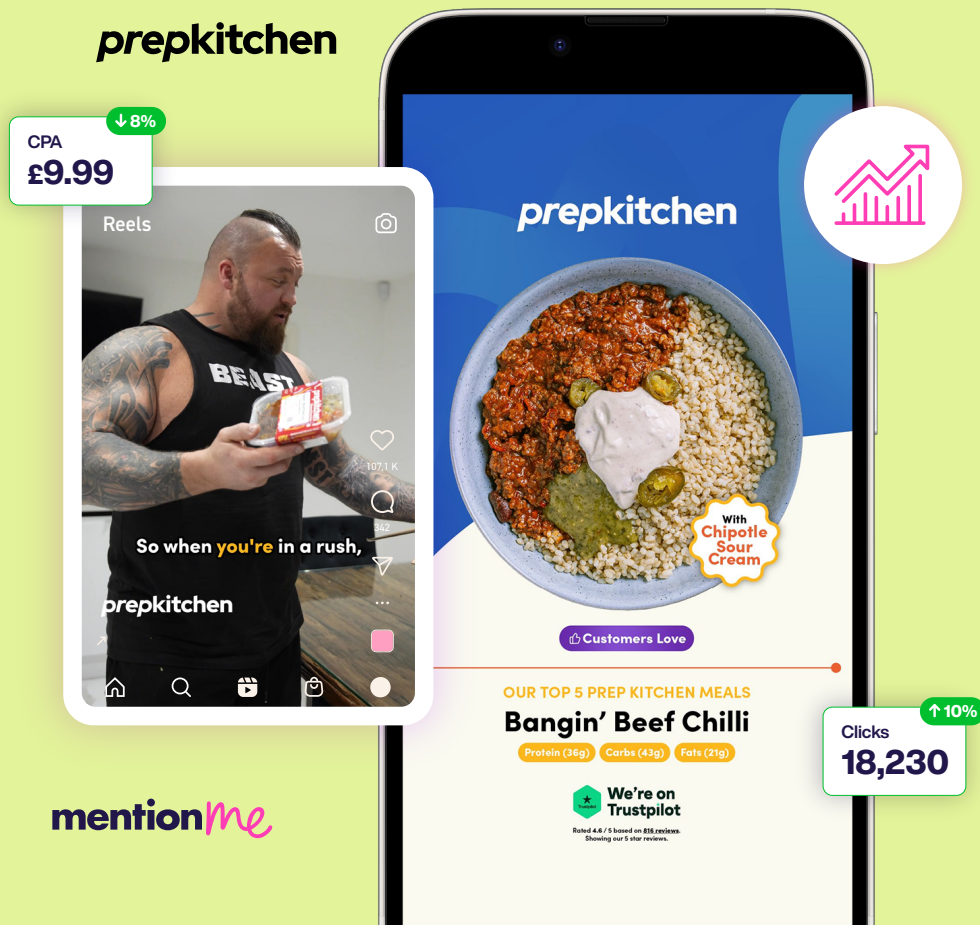 prepkitchen
↓8%
CPA
£9.99
Reels
BEAST
107,1 K
342
So when you're in a rush,
prepkitchen
prepkitchen
With
Chipotle
Sour
Cream
Customers Love
OUR TOP 5 PREP KITCHEN MEALS
Bangin’ Beef Chilli
Protein (36g) Carbs (43g) Fats (21g)
Trustpilot
We’re on
Trustpilot
Rated 4.6 / 5 based on 816 reviews.
Showing our 5 star reviews.
↑10%
Clicks
18,230
mentionme